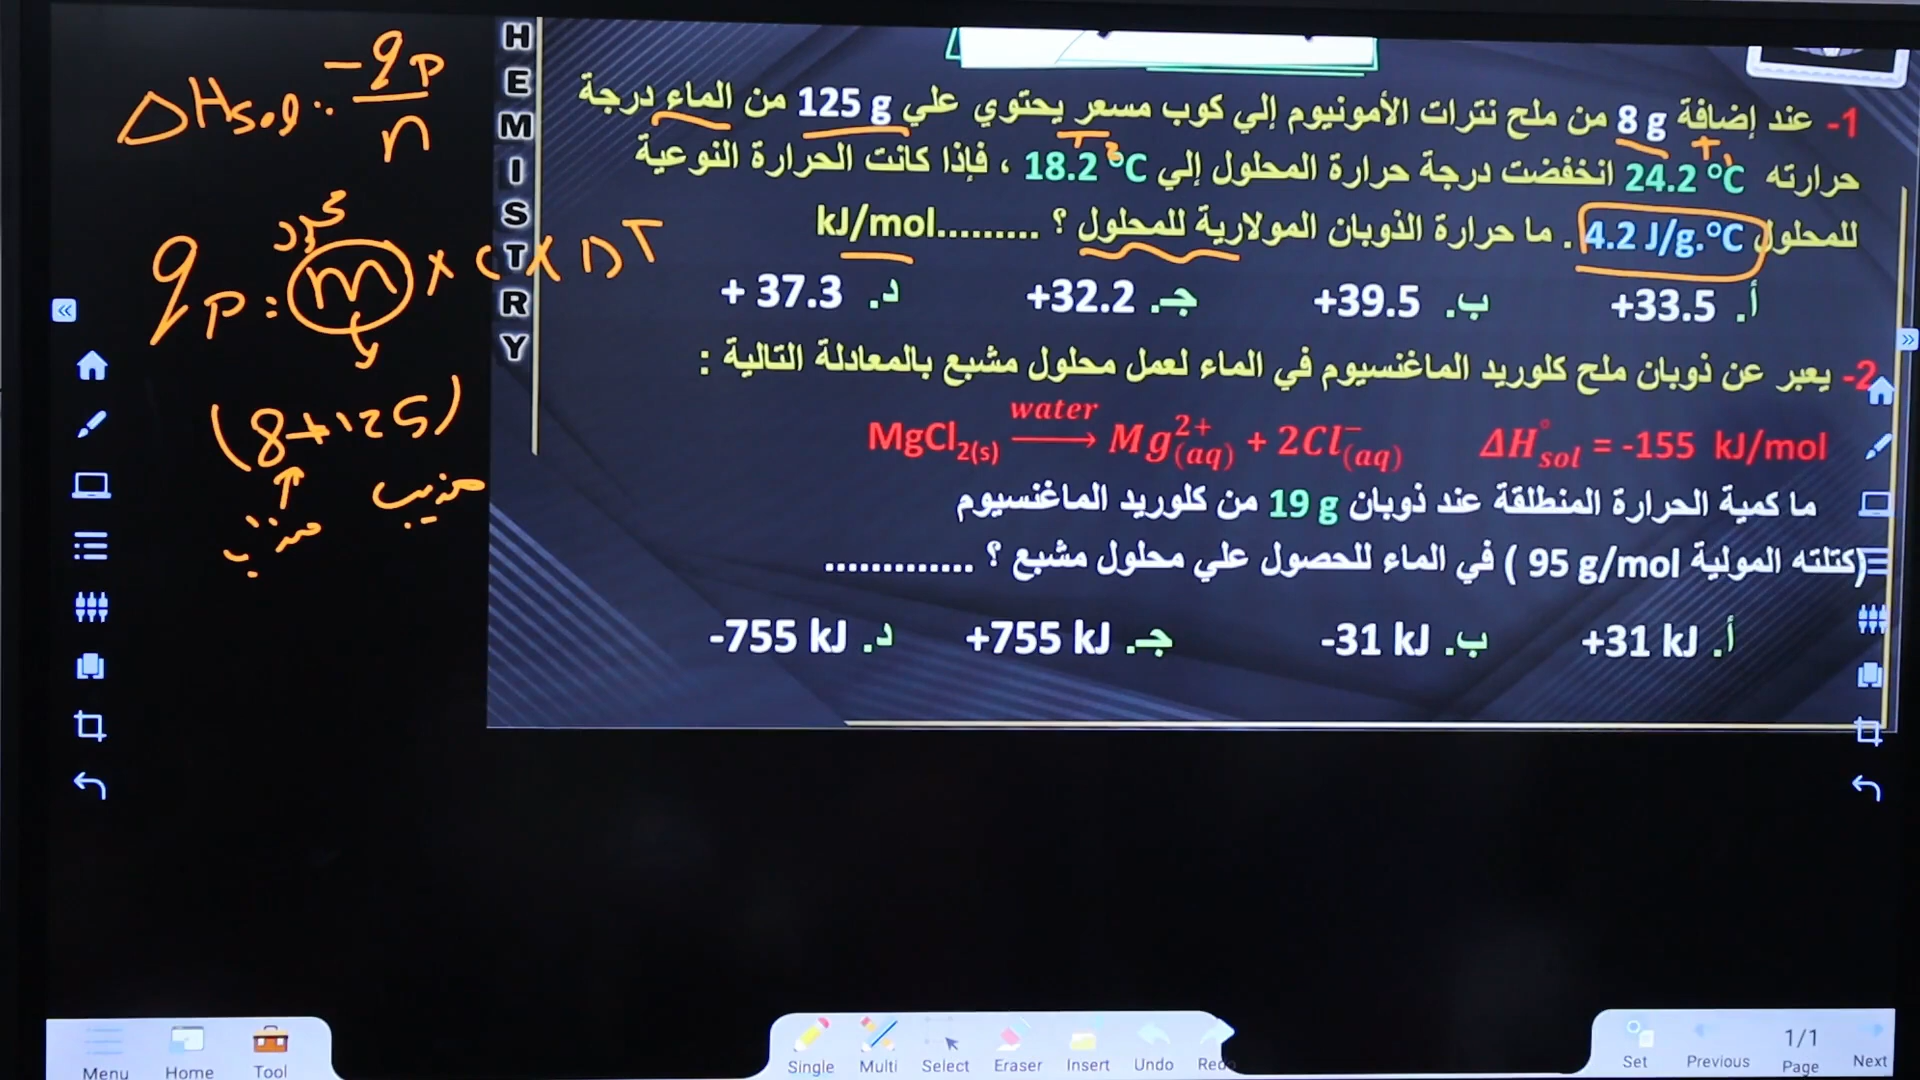 ΔHsol = -qp / n
محلول
qp = m × C × ΔT
(8+125)
مذاب مذيب
HEMISTRY
1- عند إضافة 8 g من ملح نترات الأمونيوم إلي كوب مسعر يحتوي علي 125 g من الماء درجة
T1 T2
حرارته 24.2 °C انخفضت درجة حرارة المحلول إلي 18.2 °C ، فإذا كانت الحرارة النوعية
للمحلول 4.2 J/g.°C . ما حرارة الذوبان المولارية للمحلول ؟ ..........kJ/mol
أ. +33.5 ب. +39.5 جـ. +32.2 د. + 37.3
2- يعبر عن ذوبان ملح كلوريد الماغنسيوم في الماء لعمل محلول مشبع بالمعادلة التالية :
MgCl2(s) water → Mg2+(aq) + 2Cl−(aq) ΔH°sol = -155 kJ/mol
ما كمية الحرارة المنطلقة عند ذوبان 19 g من كلوريد الماغنسيوم
(كتلته المولية 95 g/mol ) في الماء للحصول علي محلول مشبع ؟ .............
أ. +31 kJ ب. -31 kJ جـ. +755 kJ د. -755 kJ
Menu Home Tool Single Multi Select Eraser Insert Undo Redo Set Previous 1/1 Page Next